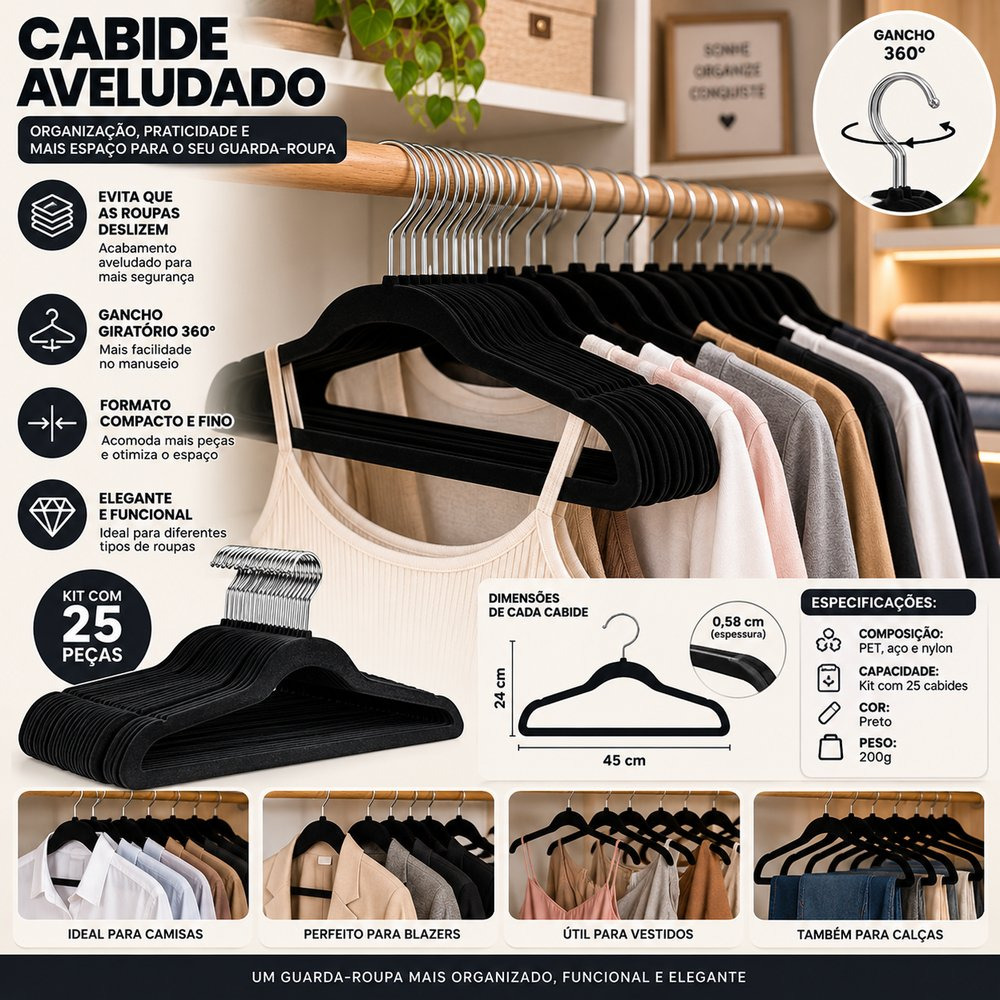 CABIDE
AVELUDADO
ORGANIZAÇÃO, PRATICIDADE E
MAIS ESPAÇO PARA O SEU GUARDA-ROUPA
EVITA QUE
AS ROUPAS
DESLIZEM
Acabamento
aveludado para
mais segurança
GANCHO
GIRATÓRIO 360°
Mais facilidade
no manuseio
FORMATO
COMPACTO E FINO
Acomoda mais peças
e otimiza o espaço
ELEGANTE
E FUNCIONAL
Ideal para diferentes
tipos de roupas
SONHE
ORGANIZE
CONQUISTE
GANCHO
360°
KIT COM
25
PEÇAS
DIMENSÕES
DE CADA CABIDE
24 cm
45 cm
0,58 cm
(espessura)
ESPECIFICAÇÕES:
COMPOSIÇÃO:
PET, aço e nylon
CAPACIDADE:
Kit com 25 cabides
COR:
Preto
PESO:
200g
IDEAL PARA CAMISAS
PERFEITO PARA BLAZERS
ÚTIL PARA VESTIDOS
TAMBÉM PARA CALÇAS
UM GUARDA-ROUPA MAIS ORGANIZADO, FUNCIONAL E ELEGANTE